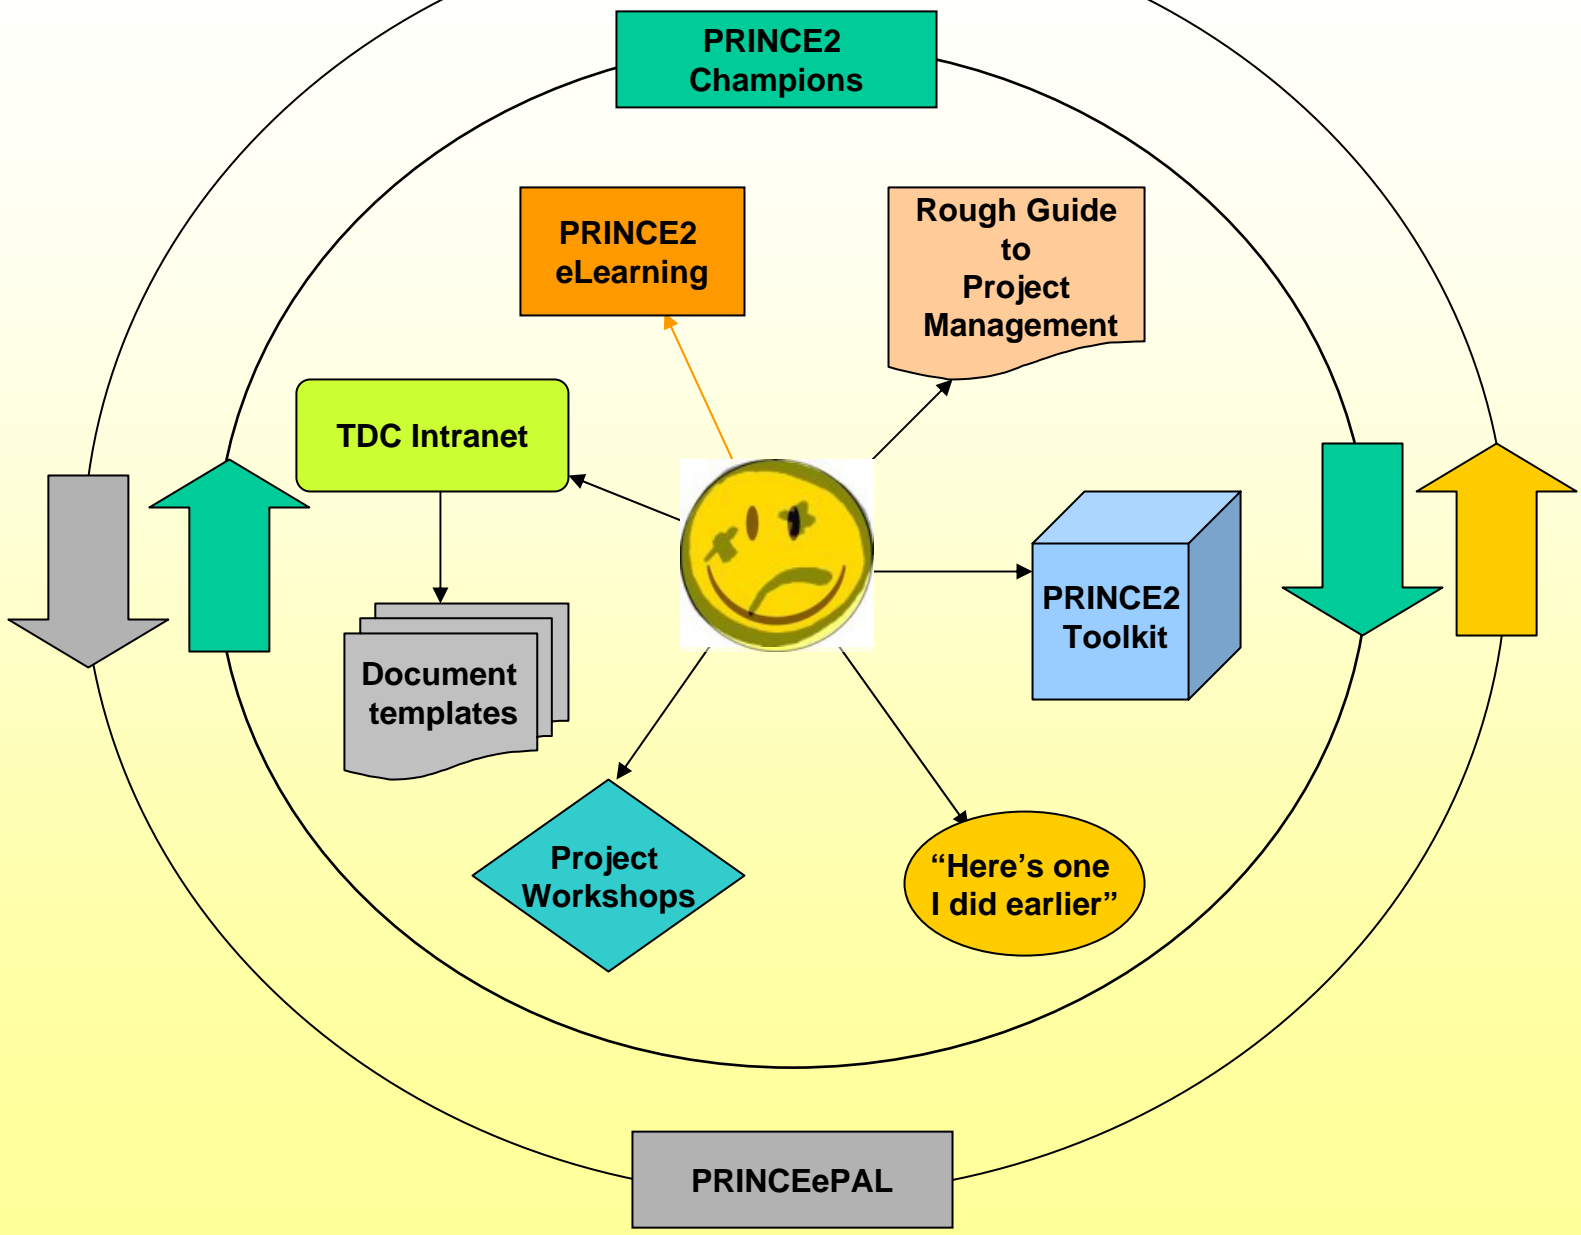 PRINCE2
Champions
PRINCE2
eLearning
Rough Guide
to
Project
Management
TDC Intranet
PRINCE2
Toolkit
Document
templates
Project
Workshops
“Here’s one
I did earlier”
PRINCEePAL